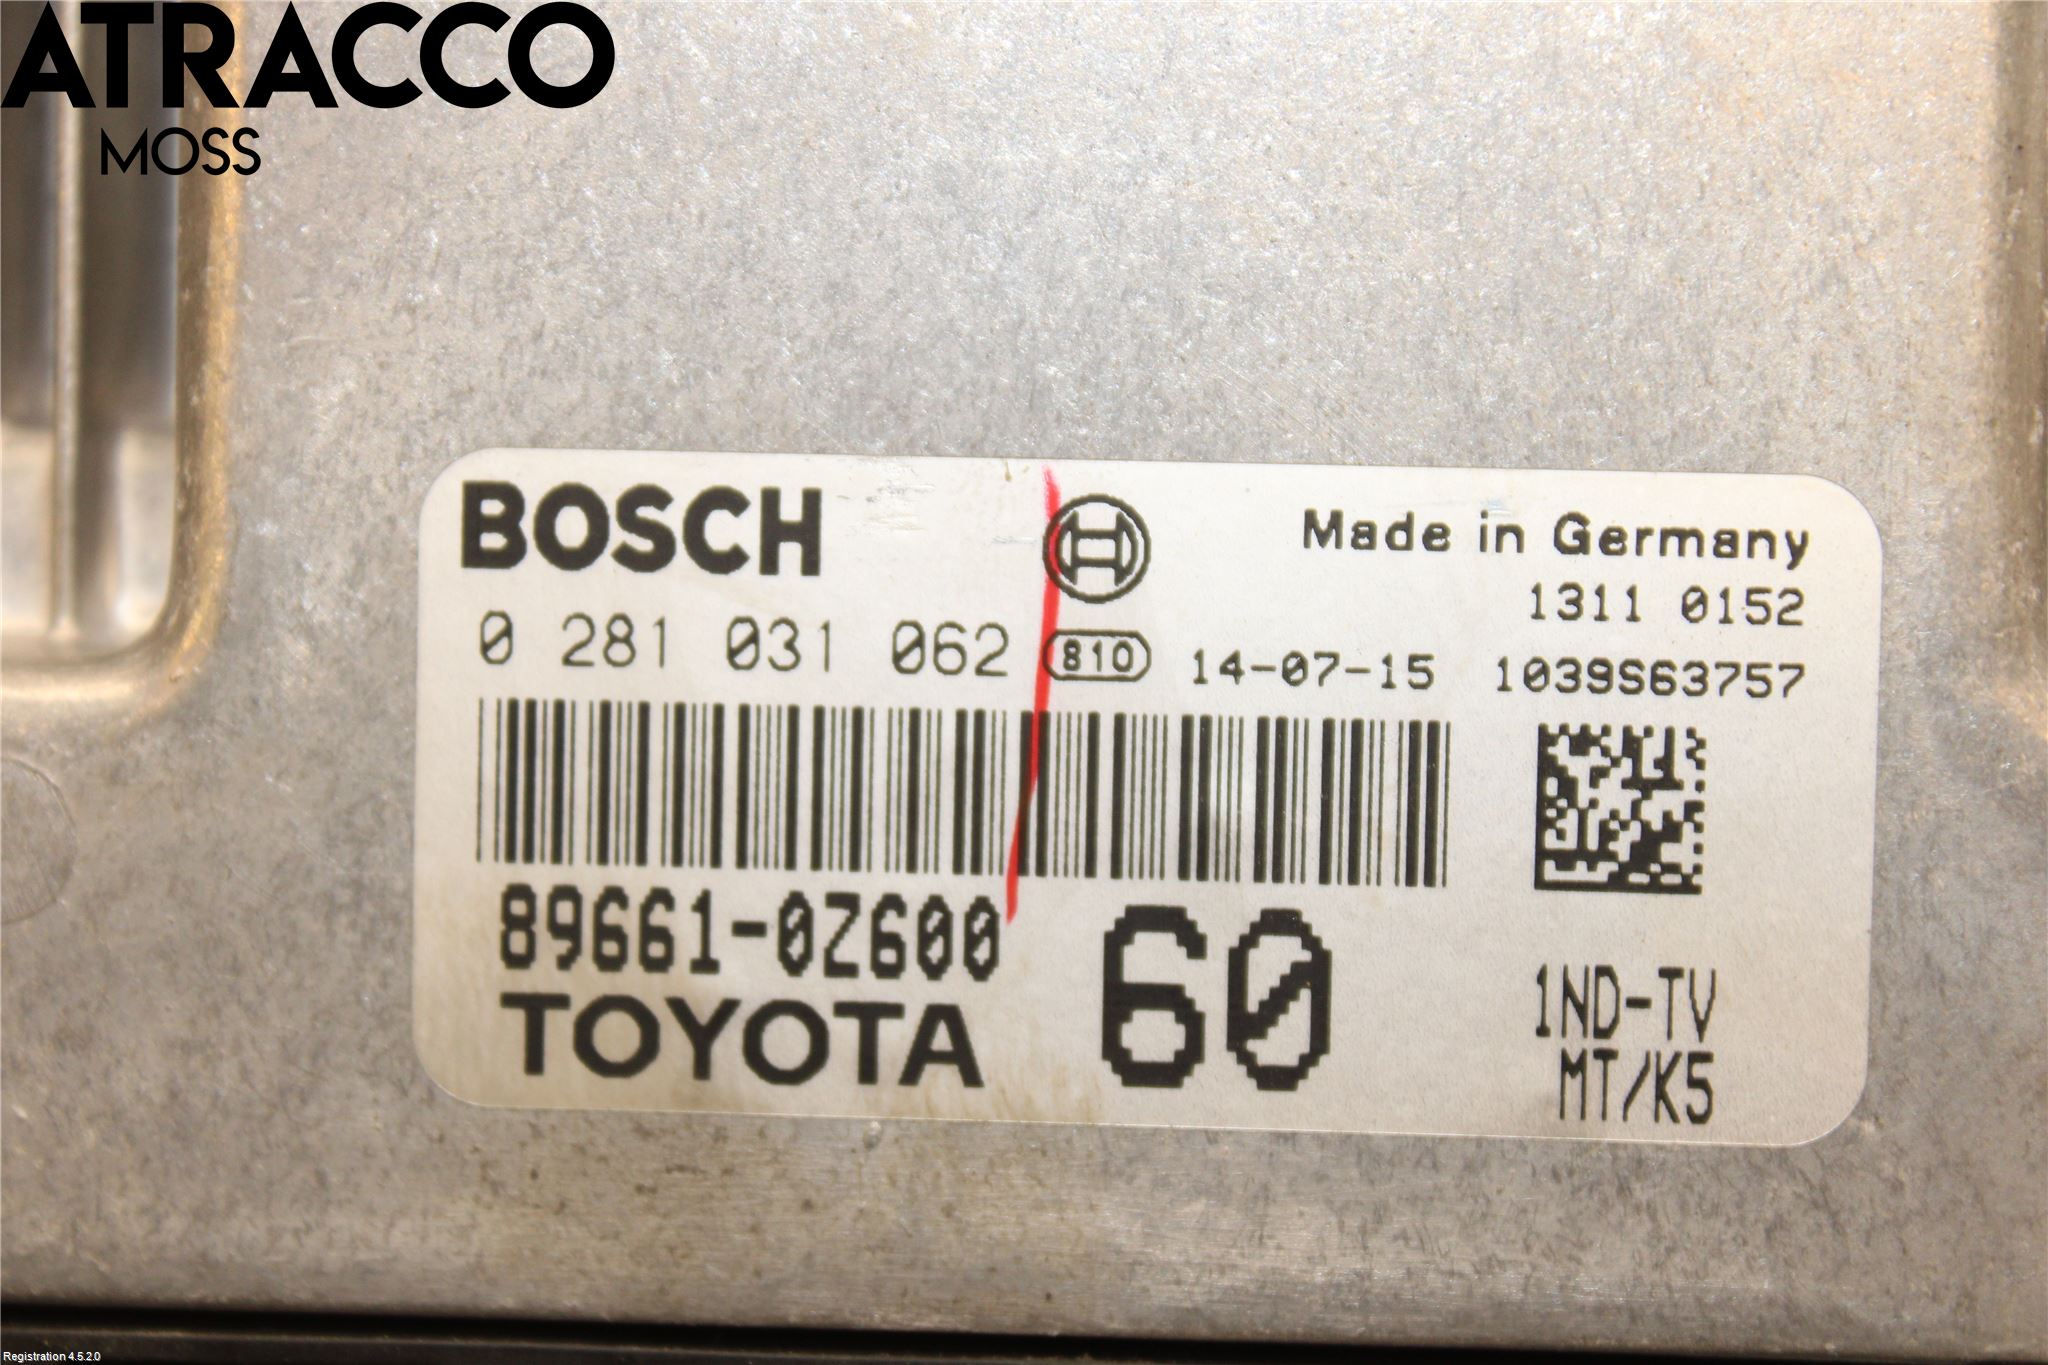 ATRACCO
MOSS
BOSCH
Made in Germany
1311 0152
0 281 031 062 810 14-07-15 1039S63757
89661-0Z600
60
TOYOTA
1ND-TV
MT/K5
Registration 4.5.2.0